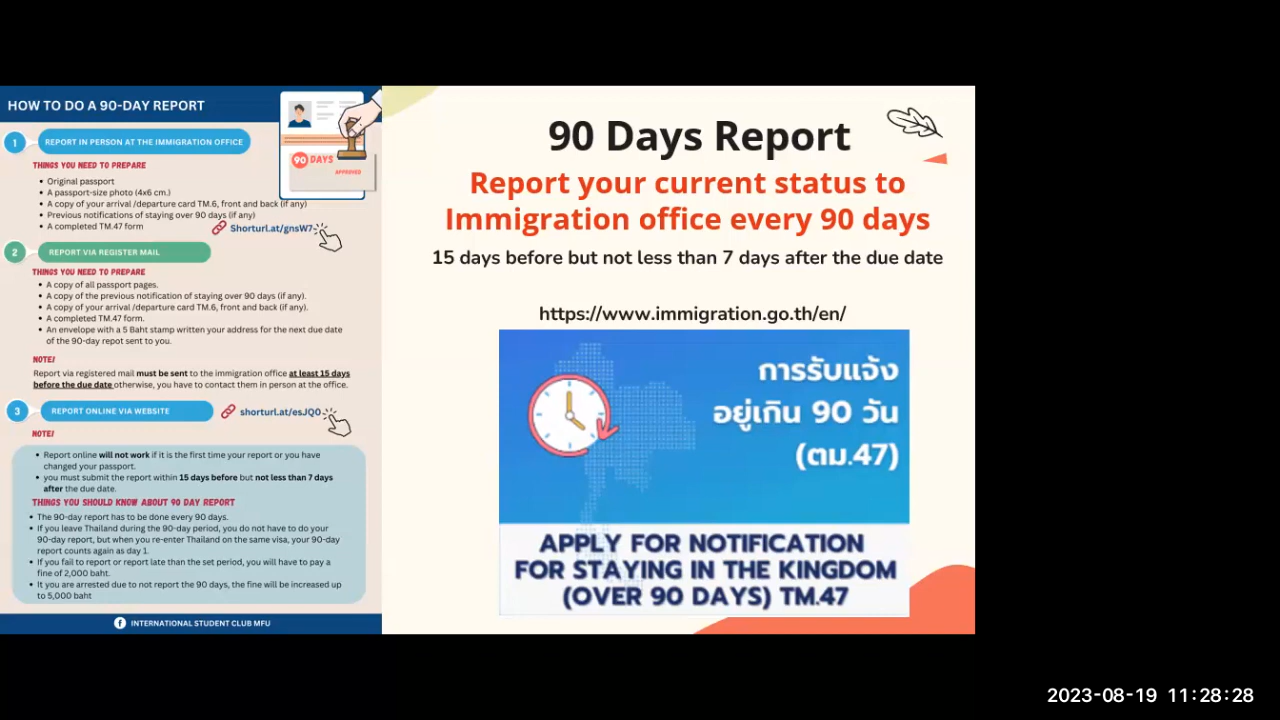 HOW TO DO A 90-DAY REPORT
90 DAYS
APPROVED
1
REPORT IN PERSON AT THE IMMIGRATION OFFICE
THINGS YOU NEED TO PREPARE
• Original passport
• A passport-size photo (4x6 cm.)
• A copy of your arrival /departure card TM.6, front and back (if any)
• Previous notifications of staying over 90 days (if any)
• A completed TM.47 form
Shorturl.at/gnsW7
2
REPORT VIA REGISTER MAIL
THINGS YOU NEED TO PREPARE
• A copy of all passport pages.
• A copy of the previous notification of staying over 90 days (if any).
• A copy of your arrival /departure card TM.6, front and back (if any).
• A completed TM.47 form.
• An envelope with a 5 Baht stamp written your address for the next due date
of the 90-day repot sent to you.
NOTE!
Report via registered mail must be sent to the immigration office at least 15 days
before the due date otherwise, you have to contact them in person at the office.
3
REPORT ONLINE VIA WEBSITE
shorturl.at/esJQ0
NOTE!
• Report online will not work if it is the first time your report or you have
changed your passport.
• you must submit the report within 15 days before but not less than 7 days
after the due date.
THINGS YOU SHOULD KNOW ABOUT 90 DAY REPORT
• The 90-day report has to be done every 90 days.
• If you leave Thailand during the 90-day period, you do not have to do your
90-day report, but when you re-enter Thailand on the same visa, your 90-day
report counts again as day 1.
• If you fail to report or report late than the set period, you will have to pay a
fine of 2,000 baht.
• It you are arrested due to not report the 90 days, the fine will be increased up
to 5,000 baht
INTERNATIONAL STUDENT CLUB MFU
90 Days Report
Report your current status to
Immigration office every 90 days
15 days before but not less than 7 days after the due date
https://www.immigration.go.th/en/
การรับแจ้ง
อยู่เกิน 90 วัน
(ตม.47)
APPLY FOR NOTIFICATION
FOR STAYING IN THE KINGDOM
(OVER 90 DAYS) TM.47
2023-08-19 11:28:28